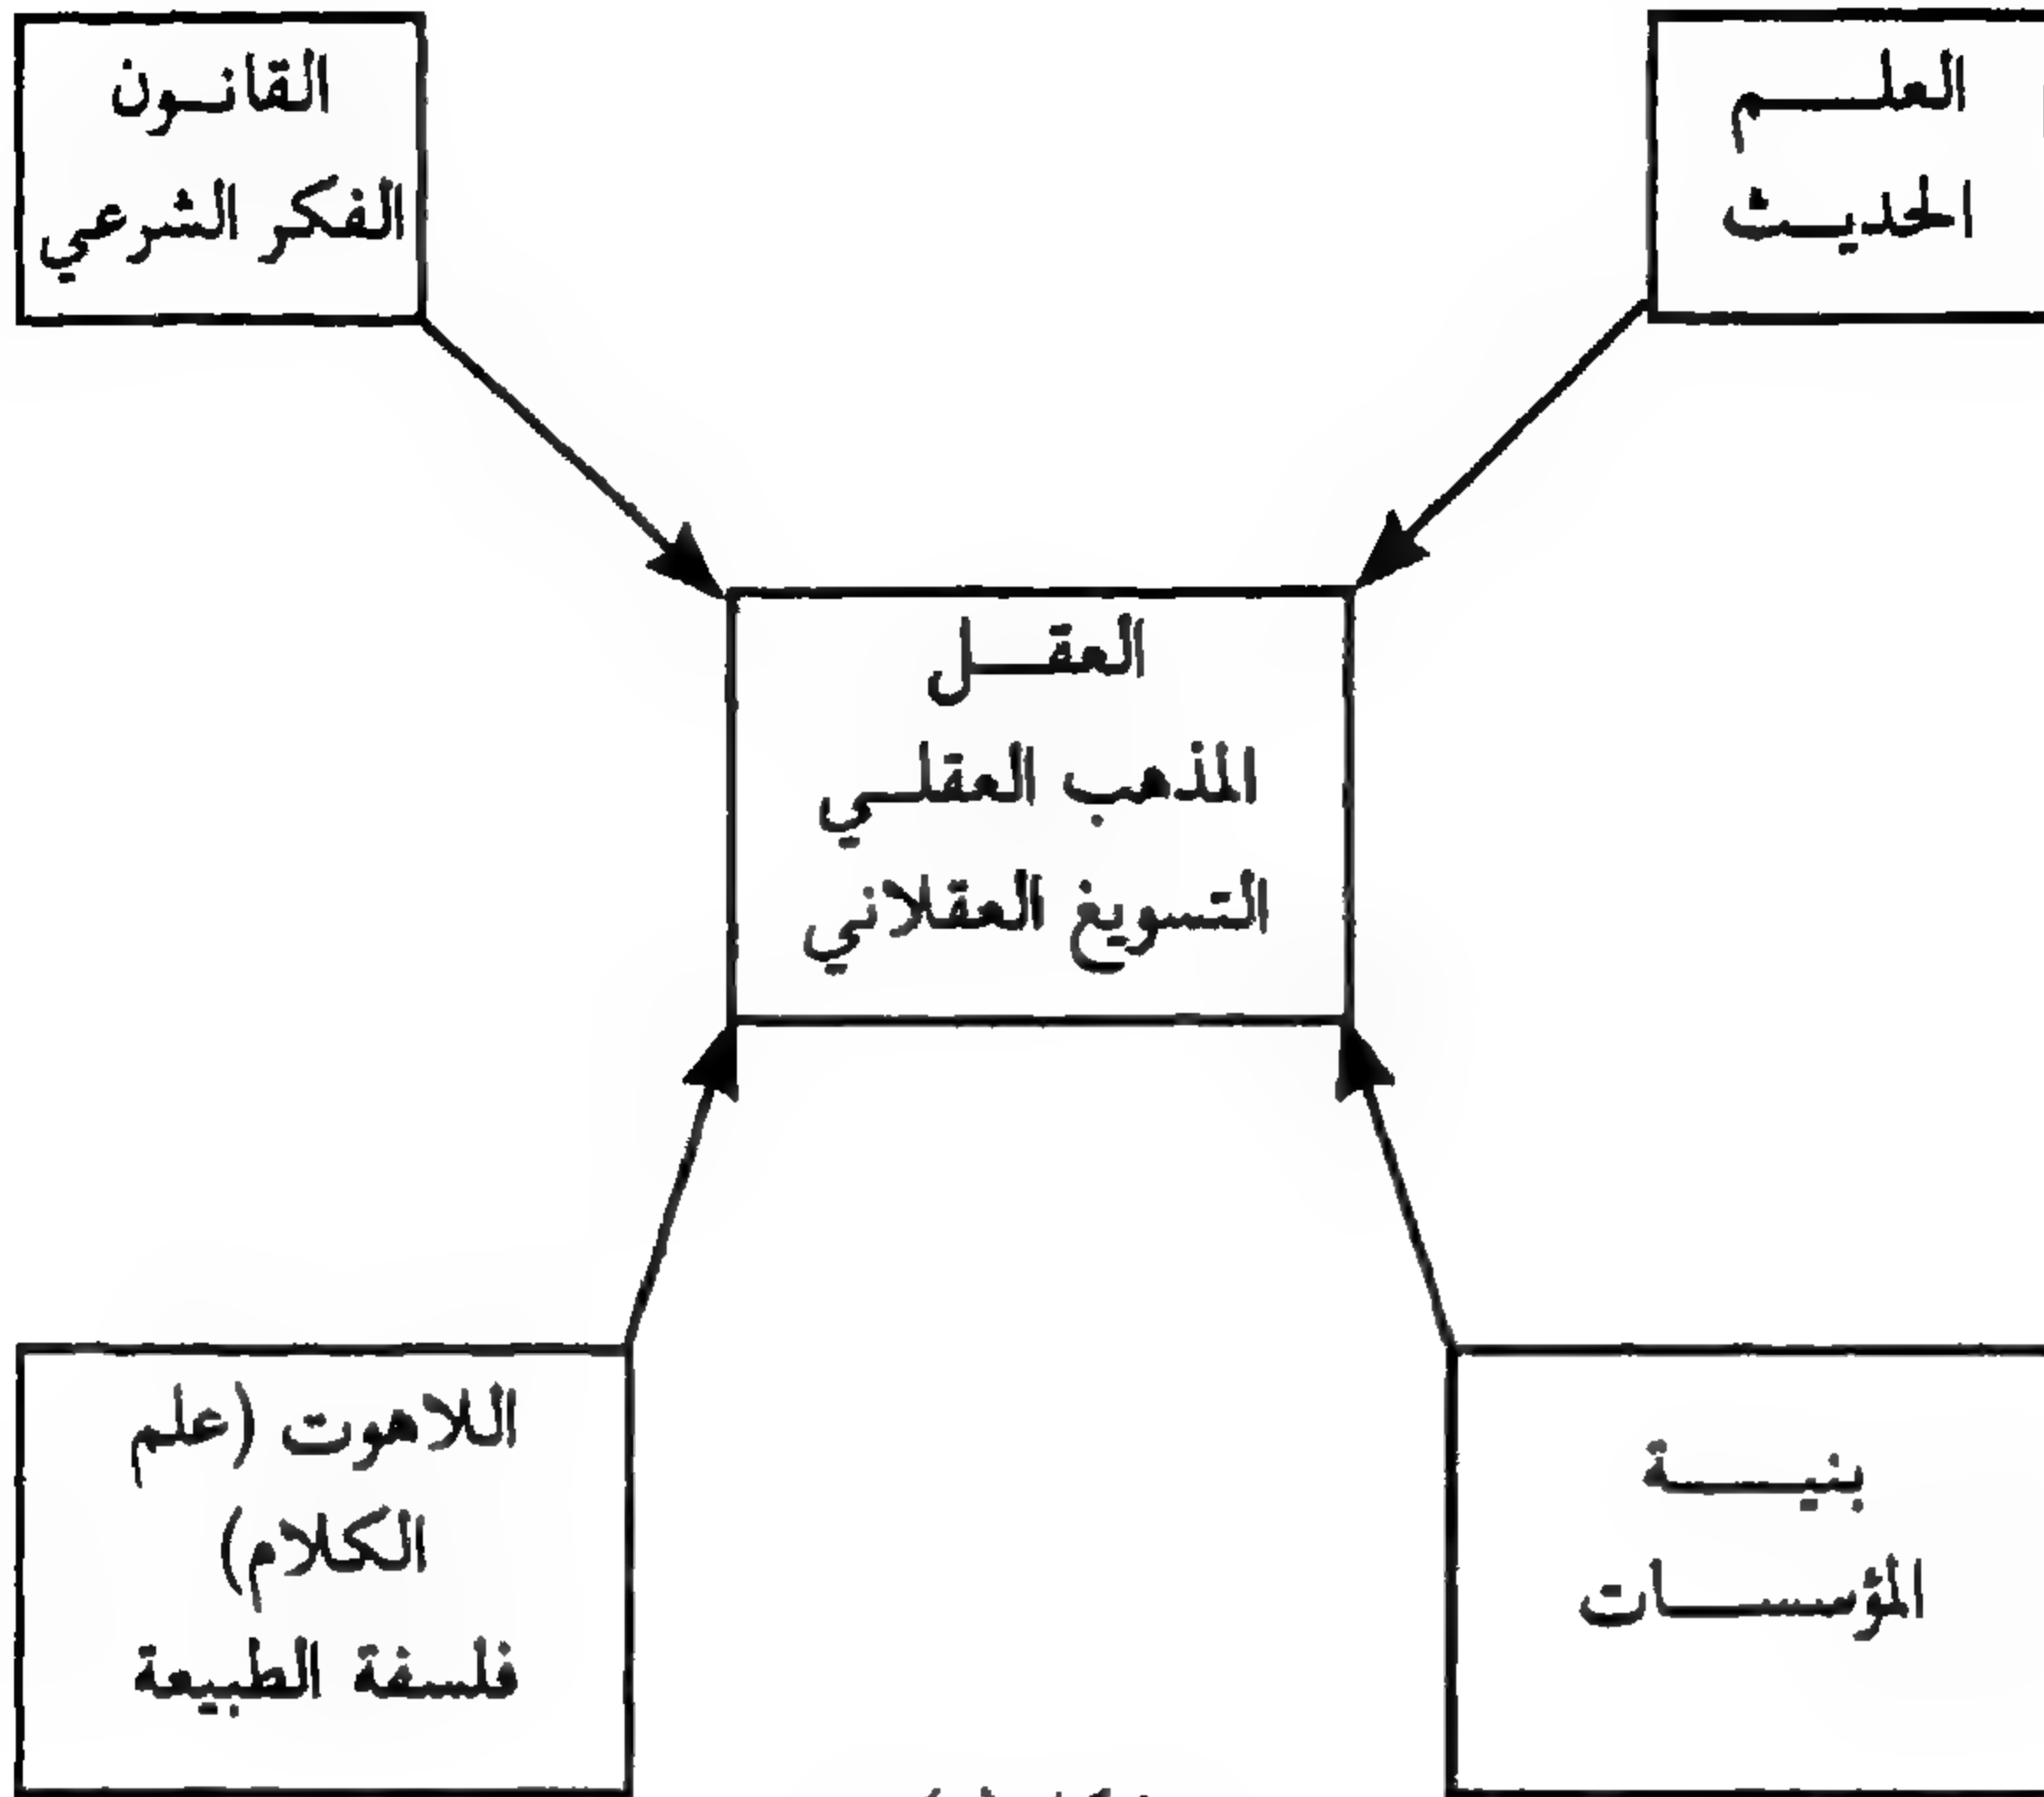 العلم
الحديث
القانون
الفكر الشرعي
العقل
المذهب العقلي
التسويغ العقلاني
بنية
المؤسسات
اللاهوت (علم
الكلام)
فلسفة الطبيعة